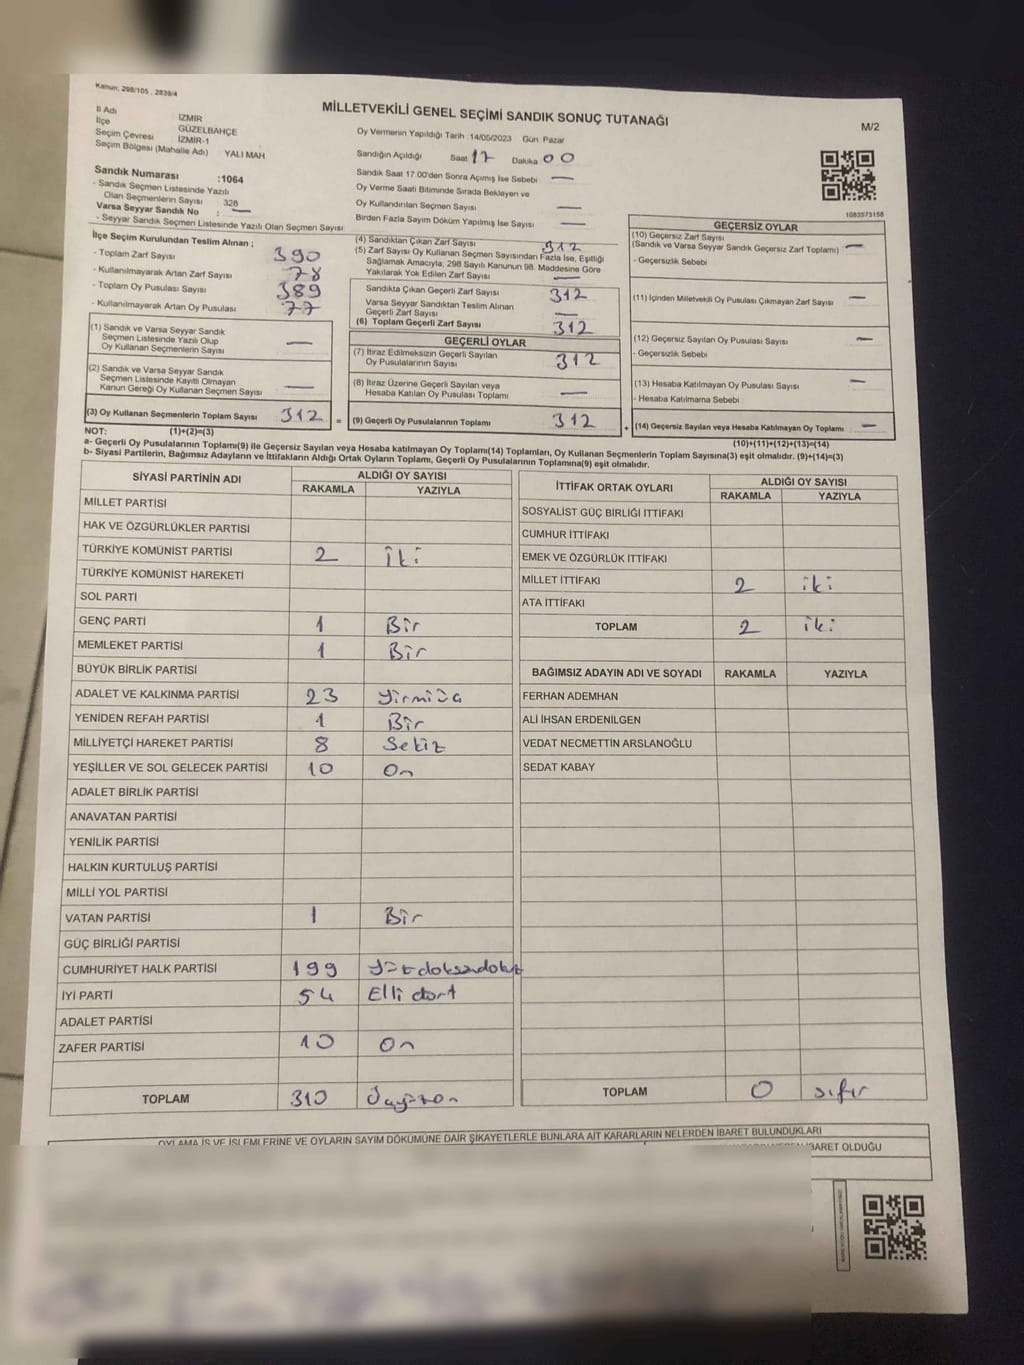 Kanun: 298/105 , 2839/4
MİLLETVEKİLİ GENEL SEÇİMİ SANDIK SONUÇ TUTANAĞI
M/2
İl Adı İZMİR
İlçe GÜZELBAHÇE
Seçim Çevresi İZMİR-1
Seçim Bölgesi (Mahalle Adı) YALI MAH
Sandık Numarası :1064
- Sandık Seçmen Listesinde Yazılı
Olan Seçmenlerin Sayısı 328
Varsa Seyyar Sandık No : —
- Seyyar Sandık Seçmen Listesinde Yazılı Olan Seçmen Sayısı
Oy Vermenin Yapıldığı Tarih :14/05/2023 Gün Pazar
Sandığın Açıldığı Saat 17 Dakika 00
Sandık Saat 17:00'den Sonra Açımış İse Sebebi —
Oy Verme Saati Bitiminde Sırada Bekleyen ve
Oy Kullandırılan Seçmen Sayısı —
Birden Fazla Sayım Döküm Yapılmış İse Sayısı —
1083573156
İlçe Seçim Kurulundan Teslim Alınan ;
- Toplam Zarf Sayısı 390
- Kullanılmayarak Artan Zarf Sayısı 78
- Toplam Oy Pusulası Sayısı 389
- Kullanılmayarak Artan Oy Pusulası 77
(1) Sandık ve Varsa Seyyar Sandık
Seçmen Listesinde Yazılı Olup
Oy Kullanan Seçmenlerin Sayısı —
(2) Sandık ve Varsa Seyyar Sandık
Seçmen Listesinde Kayıtlı Olmayan
Kanun Gereği Oy Kullanan Seçmen Sayısı —
(3) Oy Kullanan Seçmenlerin Toplam Sayısı 312 =
(4) Sandıktan Çıkan Zarf Sayısı 312
(5) Zarf Sayısı Oy Kullanan Seçmen Sayısından Fazla İse, Eşitliği
Sağlamak Amacıyla, 298 Sayılı Kanunun 98. Maddesine Göre
Yakılarak Yok Edilen Zarf Sayısı —
Sandıkta Çıkan Geçerli Zarf Sayısı 312
Varsa Seyyar Sandıktan Teslim Alınan
Geçerli Zarf Sayısı —
(6) Toplam Geçerli Zarf Sayısı 312
GEÇERLİ OYLAR
(7) İtiraz Edilmeksizin Geçerli Sayılan
Oy Pusulalarının Sayısı 312
(8) İtiraz Üzerine Geçerli Sayılan veya
Hesaba Katılan Oy Pusulası Toplamı —
(9) Geçerli Oy Pusulalarının Toplamı 312 +
GEÇERSİZ OYLAR
(10) Geçersiz Zarf Sayısı
(Sandık ve Varsa Seyyar Sandık Geçersiz Zarf Toplamı) —
- Geçersizlik Sebebi
(11) İçinden Milletvekili Oy Pusulası Çıkmayan Zarf Sayısı —
(12) Geçersiz Sayılan Oy Pusulası Sayısı —
- Geçersizlik Sebebi
(13) Hesaba Katılmayan Oy Pusulası Sayısı —
- Hesaba Katılmama Sebebi
(14) Geçersiz Sayılan veya Hesaba Katılmayan Oy Toplamı —
NOT: (1)+(2)=(3)
(10)+(11)+(12)+(13)=(14)
a- Geçerli Oy Pusulalarının Toplamı(9) ile Geçersiz Sayılan veya Hesaba katılmayan Oy Toplamı(14) Toplamları, Oy Kullanan Seçmenlerin Toplam Sayısına(3) eşit olmalıdır. (9)+(14)=(3)
b- Siyasi Partilerin, Bağımsız Adayların ve İttifakların Aldığı Ortak Oyların Toplamı, Geçerli Oy Pusulalarının Toplamına(9) eşit olmalıdır.
SİYASİ PARTİNİN ADI ALDIĞI OY SAYISI
RAKAMLA YAZIYLA
MİLLET PARTİSİ
HAK VE ÖZGÜRLÜKLER PARTİSİ
TÜRKİYE KOMÜNİST PARTİSİ 2 İki
TÜRKİYE KOMÜNİST HAREKETİ
SOL PARTİ
GENÇ PARTİ 1 Bir
MEMLEKET PARTİSİ 1 Bir
BÜYÜK BİRLİK PARTİSİ
ADALET VE KALKINMA PARTİSİ 23 Yirmiüç
YENİDEN REFAH PARTİSİ 1 Bir
MİLLİYETÇİ HAREKET PARTİSİ 8 Sekiz
YEŞİLLER VE SOL GELECEK PARTİSİ 10 On
ADALET BİRLİK PARTİSİ
ANAVATAN PARTİSİ
YENİLİK PARTİSİ
HALKIN KURTULUŞ PARTİSİ
MİLLİ YOL PARTİSİ
VATAN PARTİSİ 1 Bir
GÜÇ BİRLİĞİ PARTİSİ
CUMHURİYET HALK PARTİSİ 199 Yüzdoksandokuz
İYİ PARTİ 54 Elli dört
ADALET PARTİSİ
ZAFER PARTİSİ 10 On
TOPLAM 310 Üçyüzon
İTTİFAK ORTAK OYLARI ALDIĞI OY SAYISI
RAKAMLA YAZIYLA
SOSYALİST GÜÇ BİRLİĞİ İTTİFAKI
CUMHUR İTTİFAKI
EMEK VE ÖZGÜRLÜK İTTİFAKI
MİLLET İTTİFAKI 2 iki
ATA İTTİFAKI
TOPLAM 2 iki
BAĞIMSIZ ADAYIN ADI VE SOYADI RAKAMLA YAZIYLA
FERHAN ADEMHAN
ALİ İHSAN ERDENİLGEN
VEDAT NECMETTİN ARSLANOĞLU
SEDAT KABAY
TOPLAM 0 sıfır
OYLAMA İŞ VE İŞLEMLERİNE VE OYLARIN SAYIM DÖKÜMÜNE DAİR ŞİKAYETLERLE BUNLARA AİT KARARLARIN NELERDEN İBARET BULUNDUKLARI
İBARET OLDUĞU